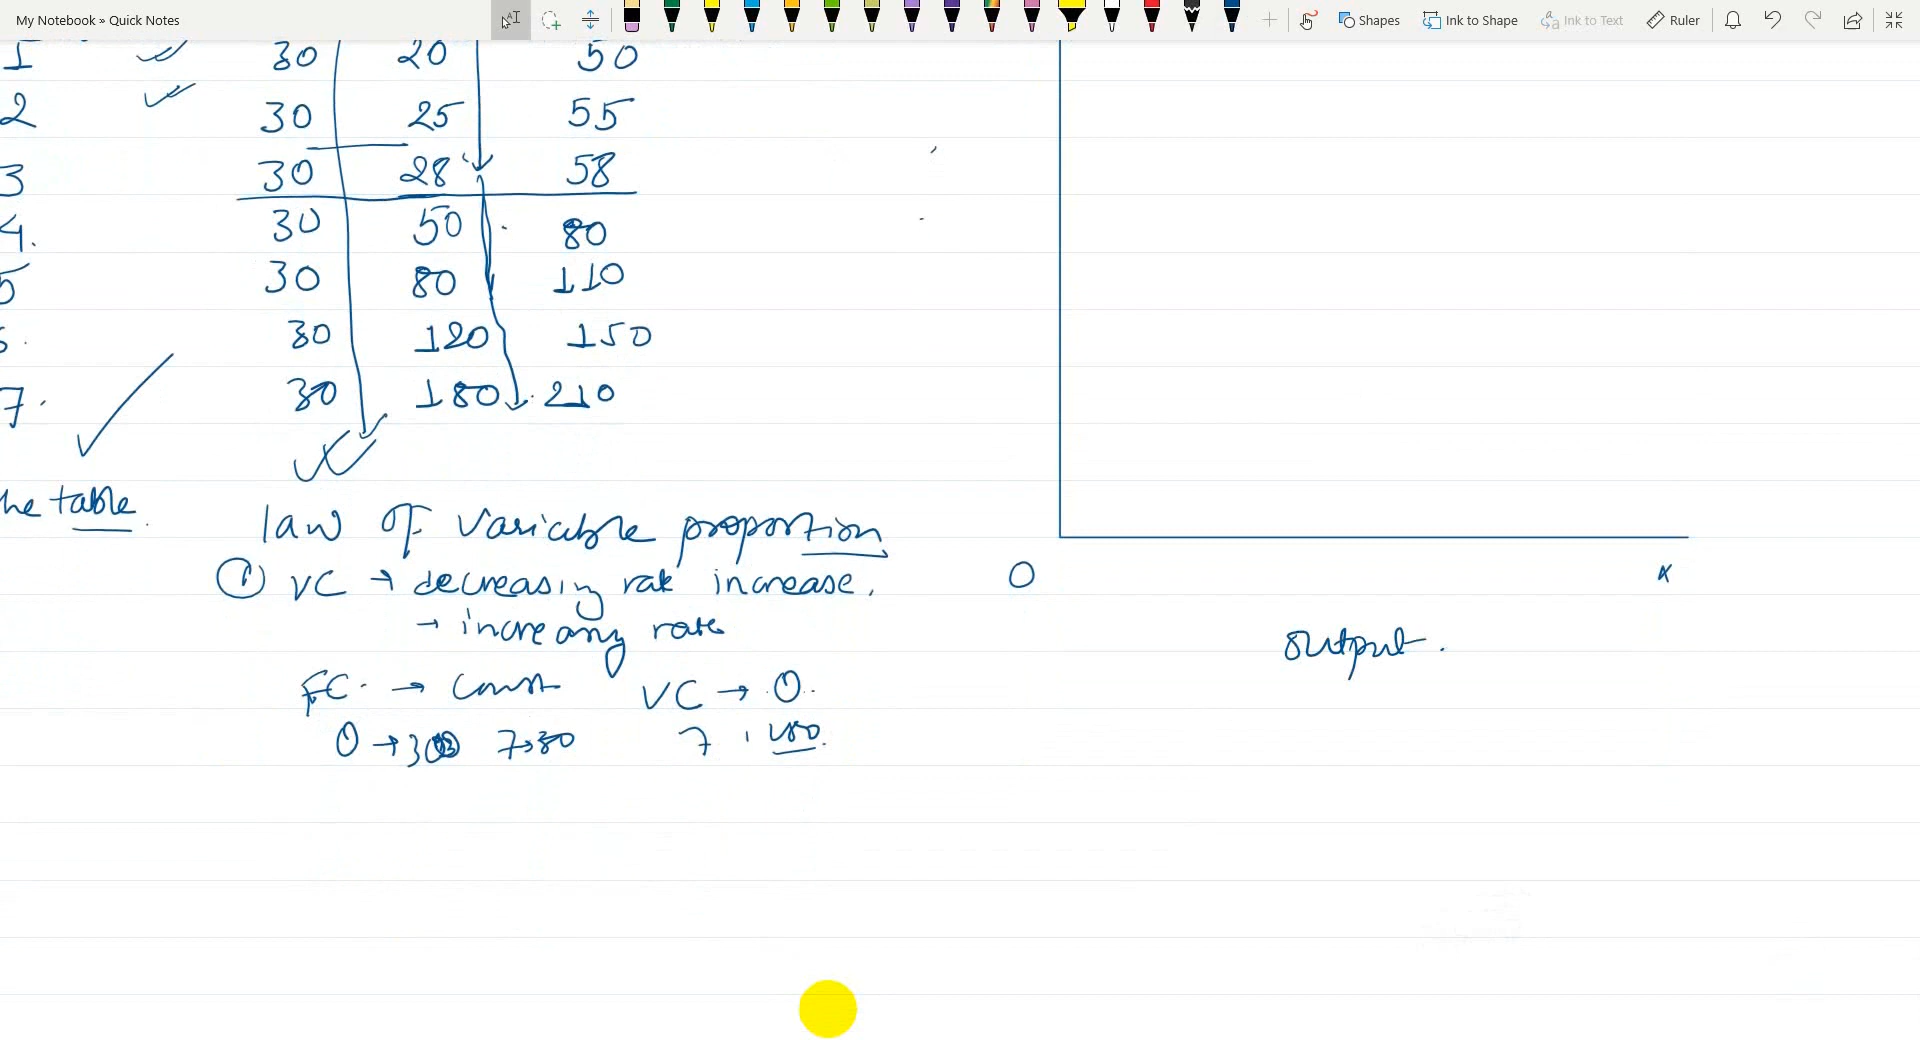 My Notebook » Quick Notes
Shapes Ink to Shape Ink to Text Ruler
1 30 20 50
2 30 25 55
3 30 28 58
4. 30 50 80
5 30 80 110
30 120 150
7. 30 180 210
he table.
law of variable proportion
① VC → decreasing rate increase.
→ increasing rate
FC. → const VC → 0.
0 → 30 7→30 7 , 180.
O X
output.